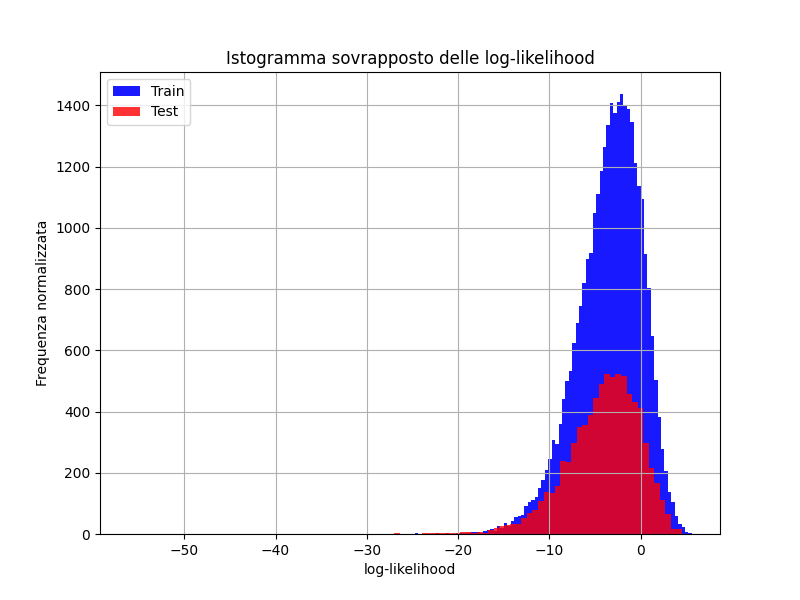 Istogramma sovrapposto delle log-likelihood
Train
Test
Frequenza normalizzata
1400
1200
1000
800
600
400
200
0
−50
−40
−30
−20
−10
0
log-likelihood